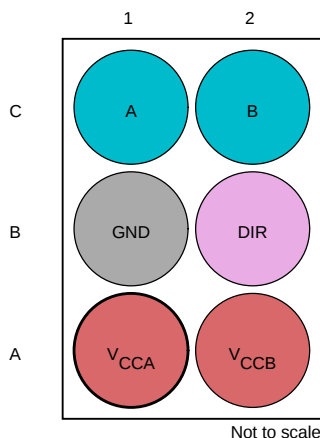 1 2
C A B
B GND DIR
A VCCA VCCB
Not to scale